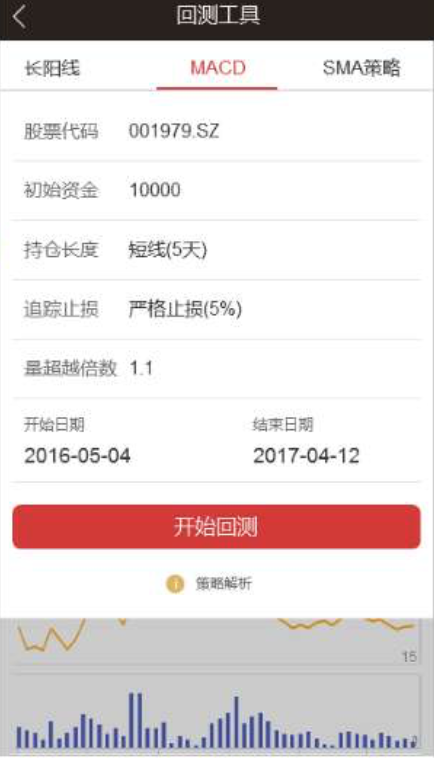 回测工具
长阳线 MACD SMA策略
股票代码 001979.SZ
初始资金 10000
持仓长度 短线(5天)
追踪止损 严格止损(5%)
量超越倍数 1.1
开始日期 结束日期
2016-05-04 2017-04-12
开始回测
策略解析
15